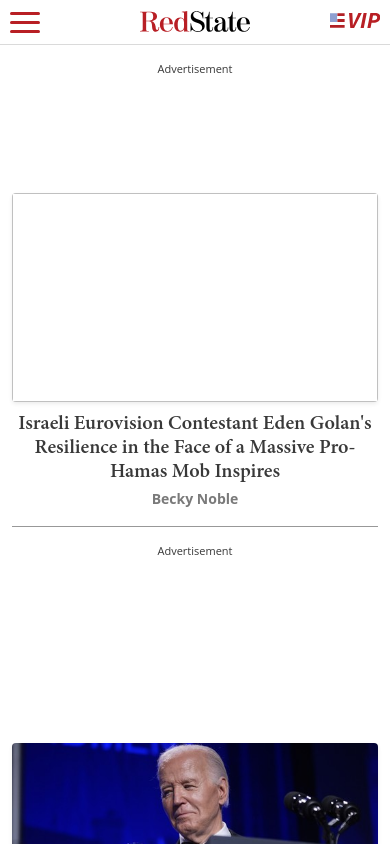 RedState
VIP
Advertisement
Israeli Eurovision Contestant Eden Golan's
Resilience in the Face of a Massive Pro-
Hamas Mob Inspires
Becky Noble
Advertisement